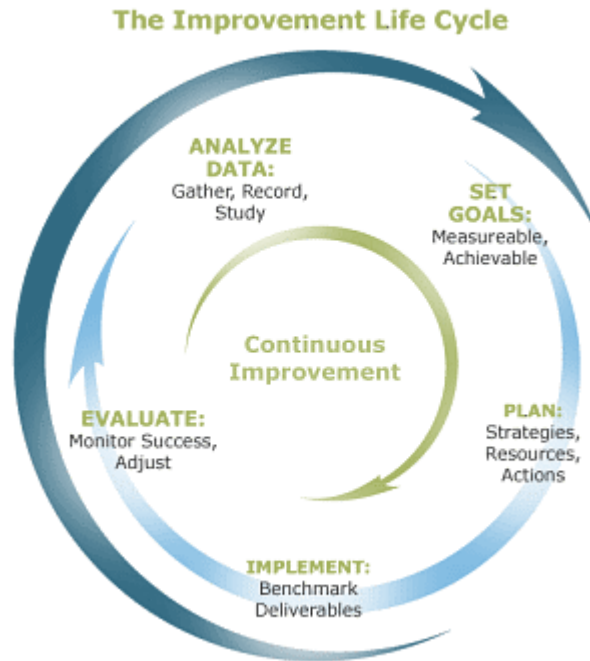 The Improvement Life Cycle
ANALYZE
DATA:
Gather, Record,
Study
SET
GOALS:
Measureable,
Achievable
Continuous
Improvement
PLAN:
Strategies,
Resources,
Actions
EVALUATE:
Monitor Success,
Adjust
IMPLEMENT:
Benchmark
Deliverables